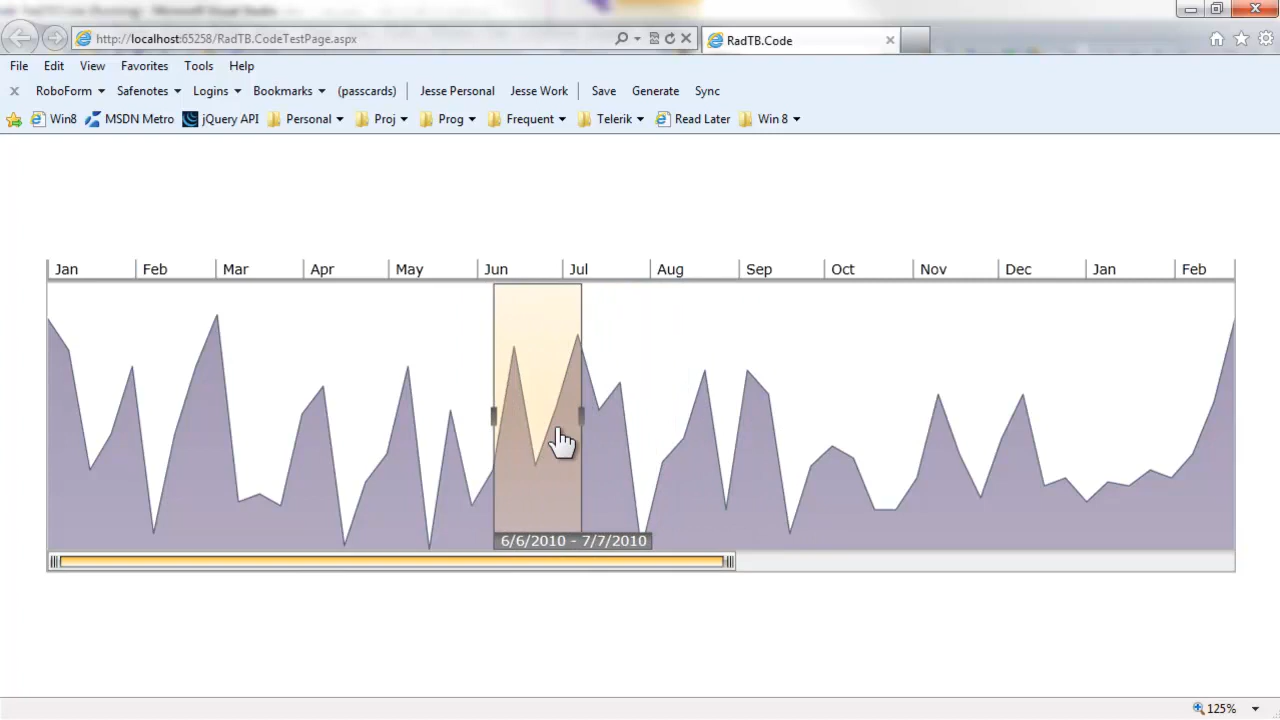 http://localhost:65258/RadTB.CodeTestPage.aspx RadTB.Code
File Edit View Favorites Tools Help
x RoboForm Safenotes Logins Bookmarks (passcards) Jesse Personal Jesse Work Save Generate Sync
Win8 MSDN Metro jQuery API Personal Proj Prog Frequent Telerik Read Later Win 8
Jan Feb Mar Apr May Jun Jul Aug Sep Oct Nov Dec Jan Feb
6/6/2010 - 7/7/2010
125%